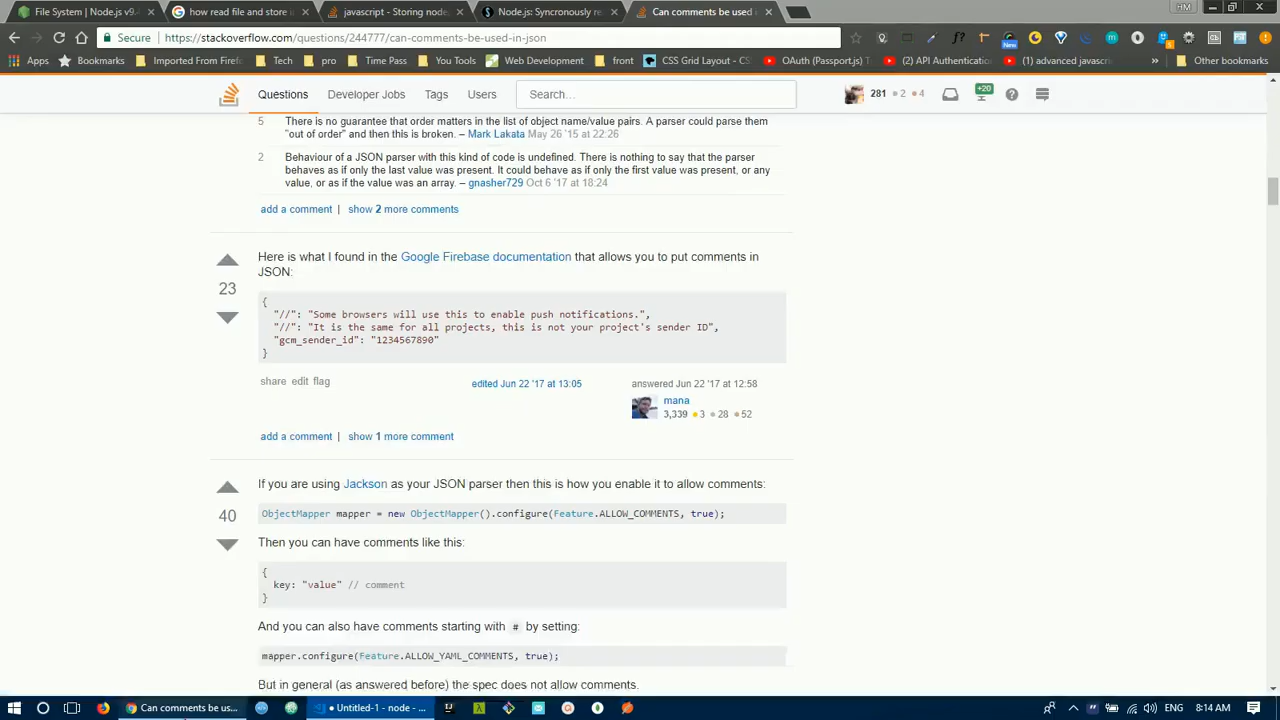 File System | Node.js v9.
how read file and store i
javascript - Storing node
Node.js: Syncronously re
Can comments be used i
HM
Secure
https://stackoverflow.com/questions/244777/can-comments-be-used-in-json
Apps
Bookmarks
Imported From Firef
Tech
pro
Time Pass
You Tools
Web Development
front
CSS Grid Layout - CS
OAuth (Passport.js) T
(2) API Authenticatio
(1) advanced javascri
»
Other bookmarks
Questions
Developer Jobs
Tags
Users
Search...
281
2
4
+20
5
There is no guarantee that order matters in the list of object name/value pairs. A parser could parse them
"out of order" and then this is broken. – Mark Lakata May 26 '15 at 22:26
2
Behaviour of a JSON parser with this kind of code is undefined. There is nothing to say that the parser
behaves as if only the last value was present. It could behave as if only the first value was present, or any
value, or as if the value was an array. – gnasher729 Oct 6 '17 at 18:24
add a comment | show 2 more comments
Here is what I found in the Google Firebase documentation that allows you to put comments in
JSON:
23
{
"//": "Some browsers will use this to enable push notifications.",
"//": "It is the same for all projects, this is not your project's sender ID",
"gcm_sender_id": "1234567890"
}
share edit flag
edited Jun 22 '17 at 13:05
answered Jun 22 '17 at 12:58
mana
3,339
3
28
52
add a comment | show 1 more comment
If you are using Jackson as your JSON parser then this is how you enable it to allow comments:
40
ObjectMapper mapper = new ObjectMapper().configure(Feature.ALLOW_COMMENTS, true);
Then you can have comments like this:
{
key: "value" // comment
}
And you can also have comments starting with # by setting:
mapper.configure(Feature.ALLOW_YAML_COMMENTS, true);
But in general (as answered before) the spec does not allow comments.
Can comments be us...
● Untitled-1 - node - ...
ENG
8:14 AM